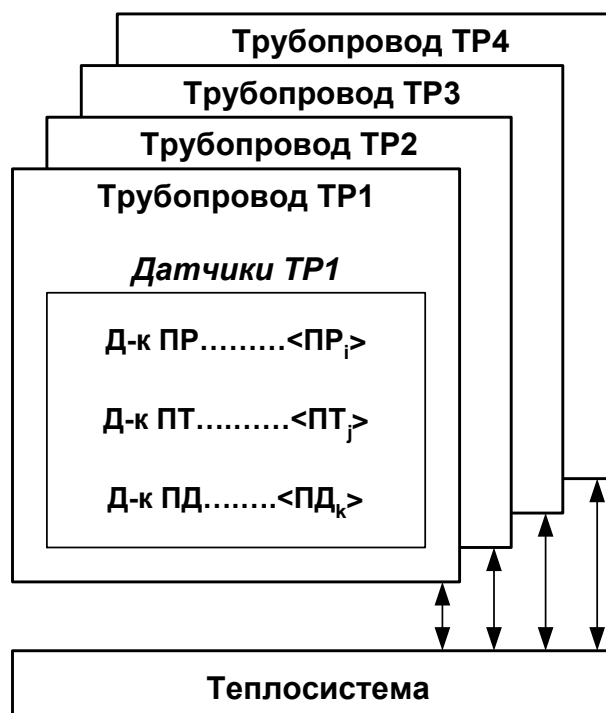 Трубопровод ТР4
Трубопровод ТР3
Трубопровод ТР2
Трубопровод ТР1
Датчики ТР1
Д-к ПР………<ПРi>
Д-к ПТ……….<ПТj>
Д-к ПД……...<ПДk>
Теплосистема